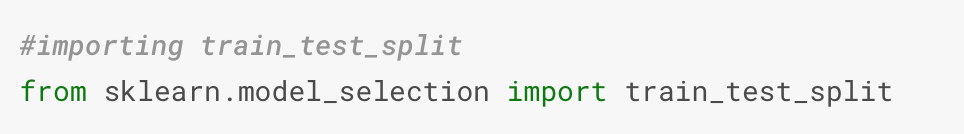 #importing train_test_split
from sklearn.model_selection import train_test_split